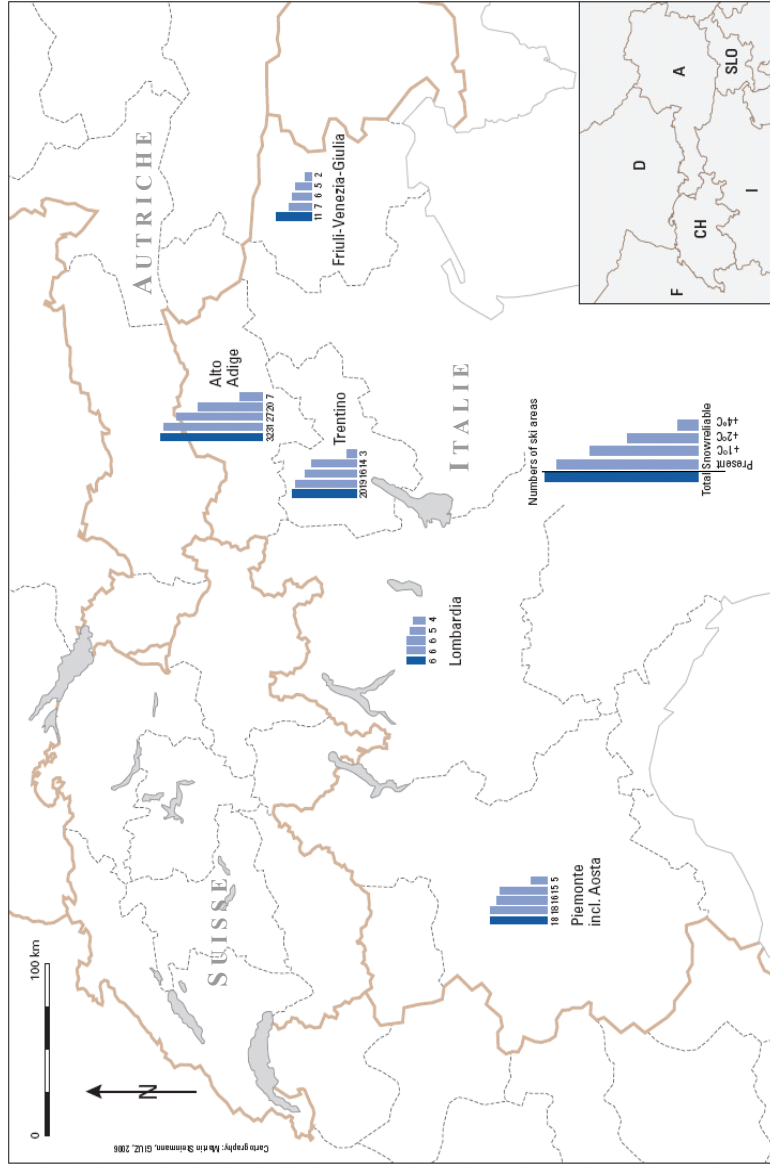 AUTRICHE
SUISSE
ITALIE
Alto
Adige
32 31 27 20 7
Trentino
20 19 16 14 3
Friuli-Venezia-Giulia
11 7 6 5 2
Lombardia
6 6 6 5 4
Piemonte
incl. Aosta
18 18 16 15 5
Numbers of ski areas
Total Snowreliable
Present
+1°C
+2°C
+4°C
F
D
CH
A
I
SLO
0
100 km
N
Cartography: Martin Steinmann, GIUZ, 2006